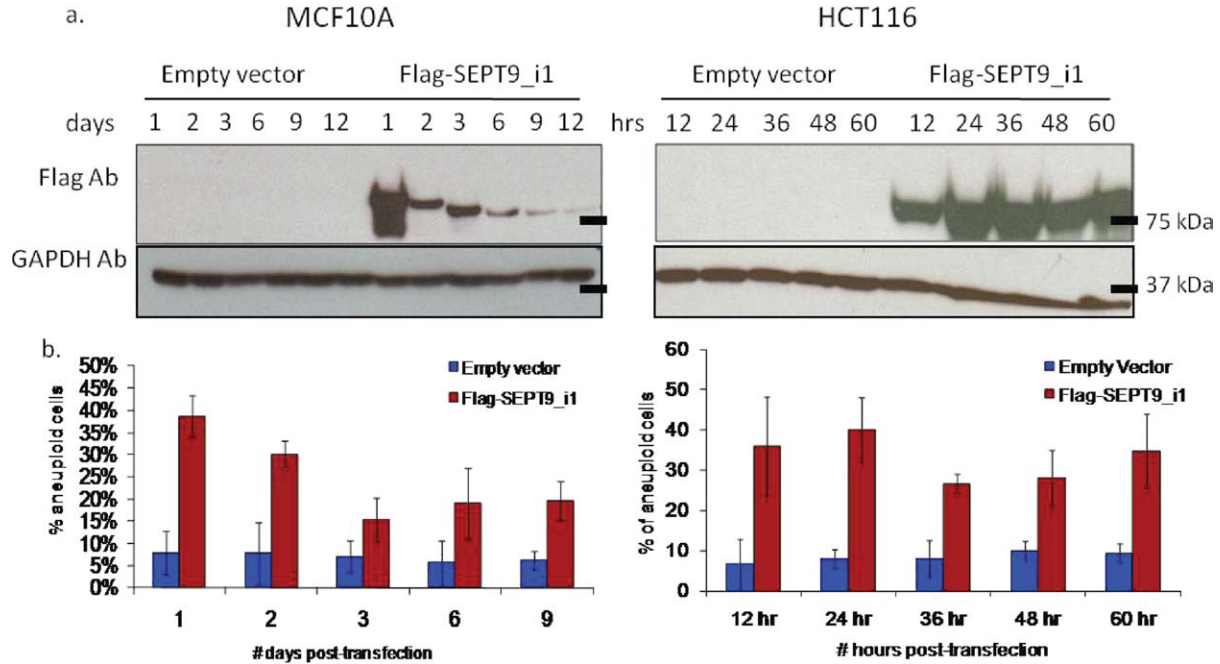 a.
MCF10A
HCT116
Empty vector Flag-SEPT9_i1 Empty vector Flag-SEPT9_i1
days 1 2 3 6 9 12 1 2 3 6 9 12 hrs 12 24 36 48 60 12 24 36 48 60
Flag Ab
75 kDa
GAPDH Ab
37 kDa
b.
50%
45%
40%
35%
30%
25%
20%
15%
10%
5%
0%
% aneuploid cells
Empty vector
Flag-SEPT9_i1
1 2 3 6 9
# days post-transfection
60
50
40
30
20
10
0
% of aneuploid cells
Empty Vector
Flag-SEPT9_i1
12 hr 24 hr 36 hr 48 hr 60 hr
# hours post-transfection